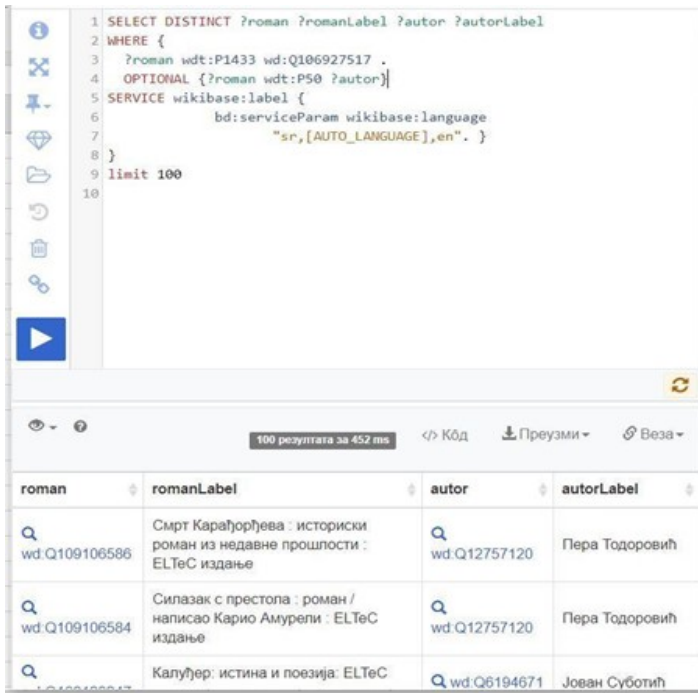 1 SELECT DISTINCT ?roman ?romanLabel ?autor ?autorLabel
2 WHERE {
3 ?roman wdt:P1433 wd:Q106927517 .
4 OPTIONAL {?roman wdt:P50 ?autor}
5 SERVICE wikibase:label {
6 bd:serviceParam wikibase:language
7 "sr,[AUTO_LANGUAGE],en". }
8 }
9 limit 100
10
100 резултата за 452 ms </> Кôд Преузми Веза
roman romanLabel autor autorLabel
Смрт Карађорђева : историски
роман из недавне прошлости :
ELTeC издање
wd:Q109106586 wd:Q12757120 Пера Тодоровић
Силазак с престола : роман /
написао Карио Амурели : ELTeC
издање
wd:Q109106584 wd:Q12757120 Пера Тодоровић
Калуђер: истина и поезија: ELTeC
wd:Q6194671 Јован Суботић